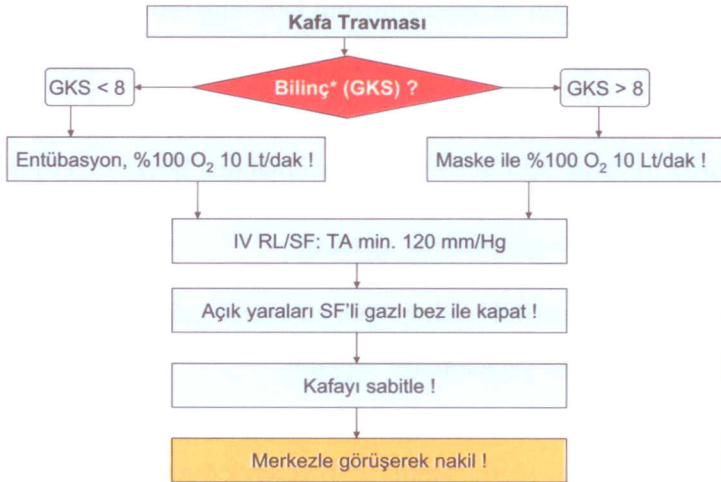 Kafa Travması
Bilinç* (GKS) ?
GKS < 8
GKS > 8
Entübasyon, %100 O₂ 10 Lt/dak !
Maske ile %100 O₂ 10 Lt/dak !
IV RL/SF: TA min. 120 mm/Hg
Açık yaraları SF'li gazlı bez ile kapat !
Kafayı sabitle !
Merkezle görüşerek nakil !